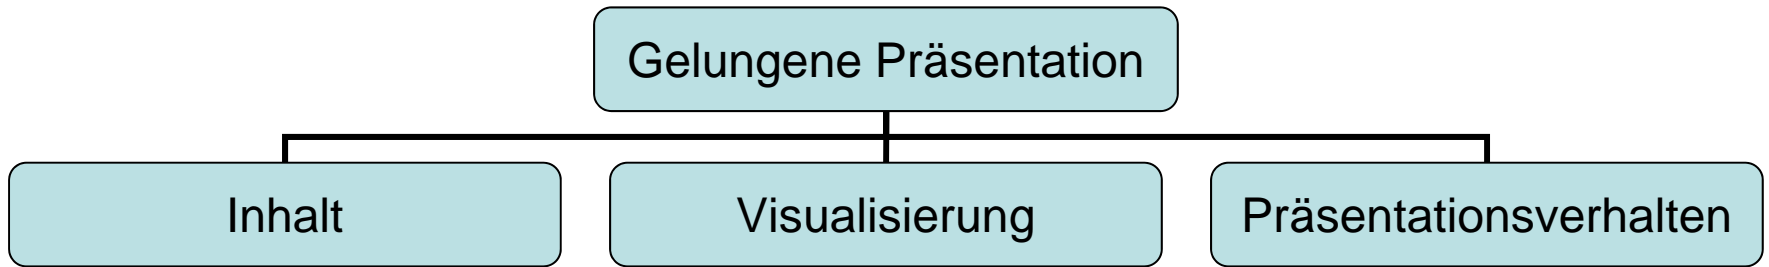 Gelungene Präsentation
Inhalt
Visualisierung
Präsentationsverhalten